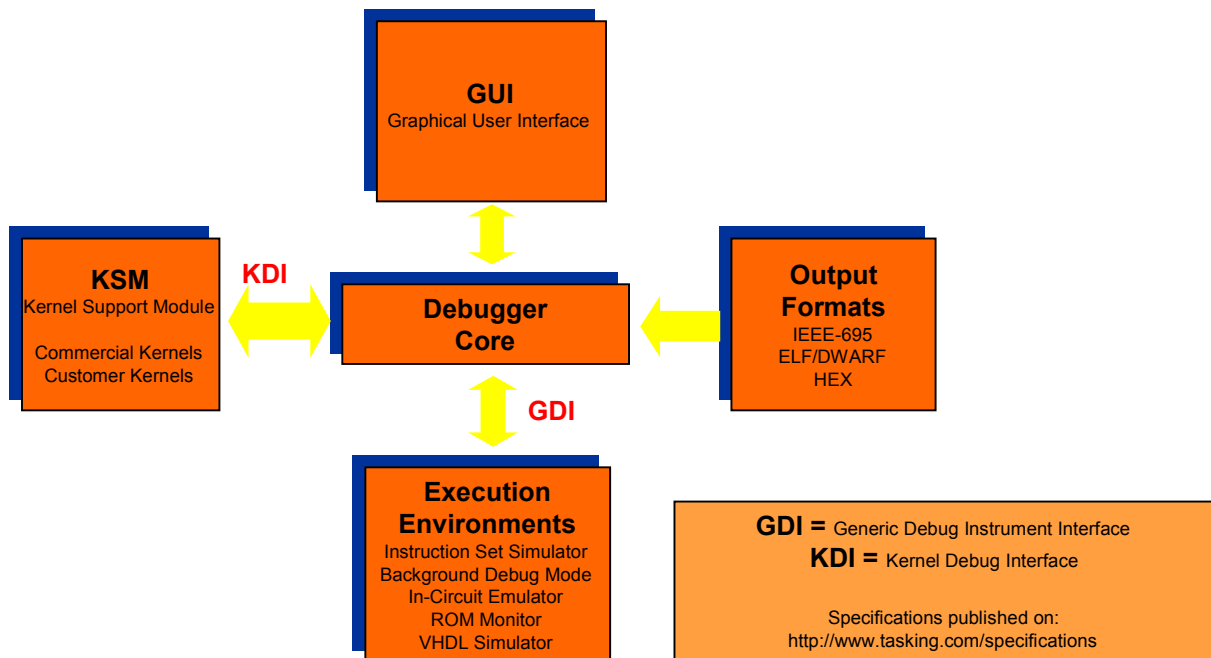 GUI
Graphical User Interface
KSM
Kernel Support Module
Commercial Kernels
Customer Kernels
KDI
Debugger
Core
Output
Formats
IEEE-695
ELF/DWARF
HEX
GDI
Execution
Environments
Instruction Set Simulator
Background Debug Mode
In-Circuit Emulator
ROM Monitor
VHDL Simulator
GDI = Generic Debug Instrument Interface
KDI = Kernel Debug Interface
Specifications published on:
http://www.tasking.com/specifications